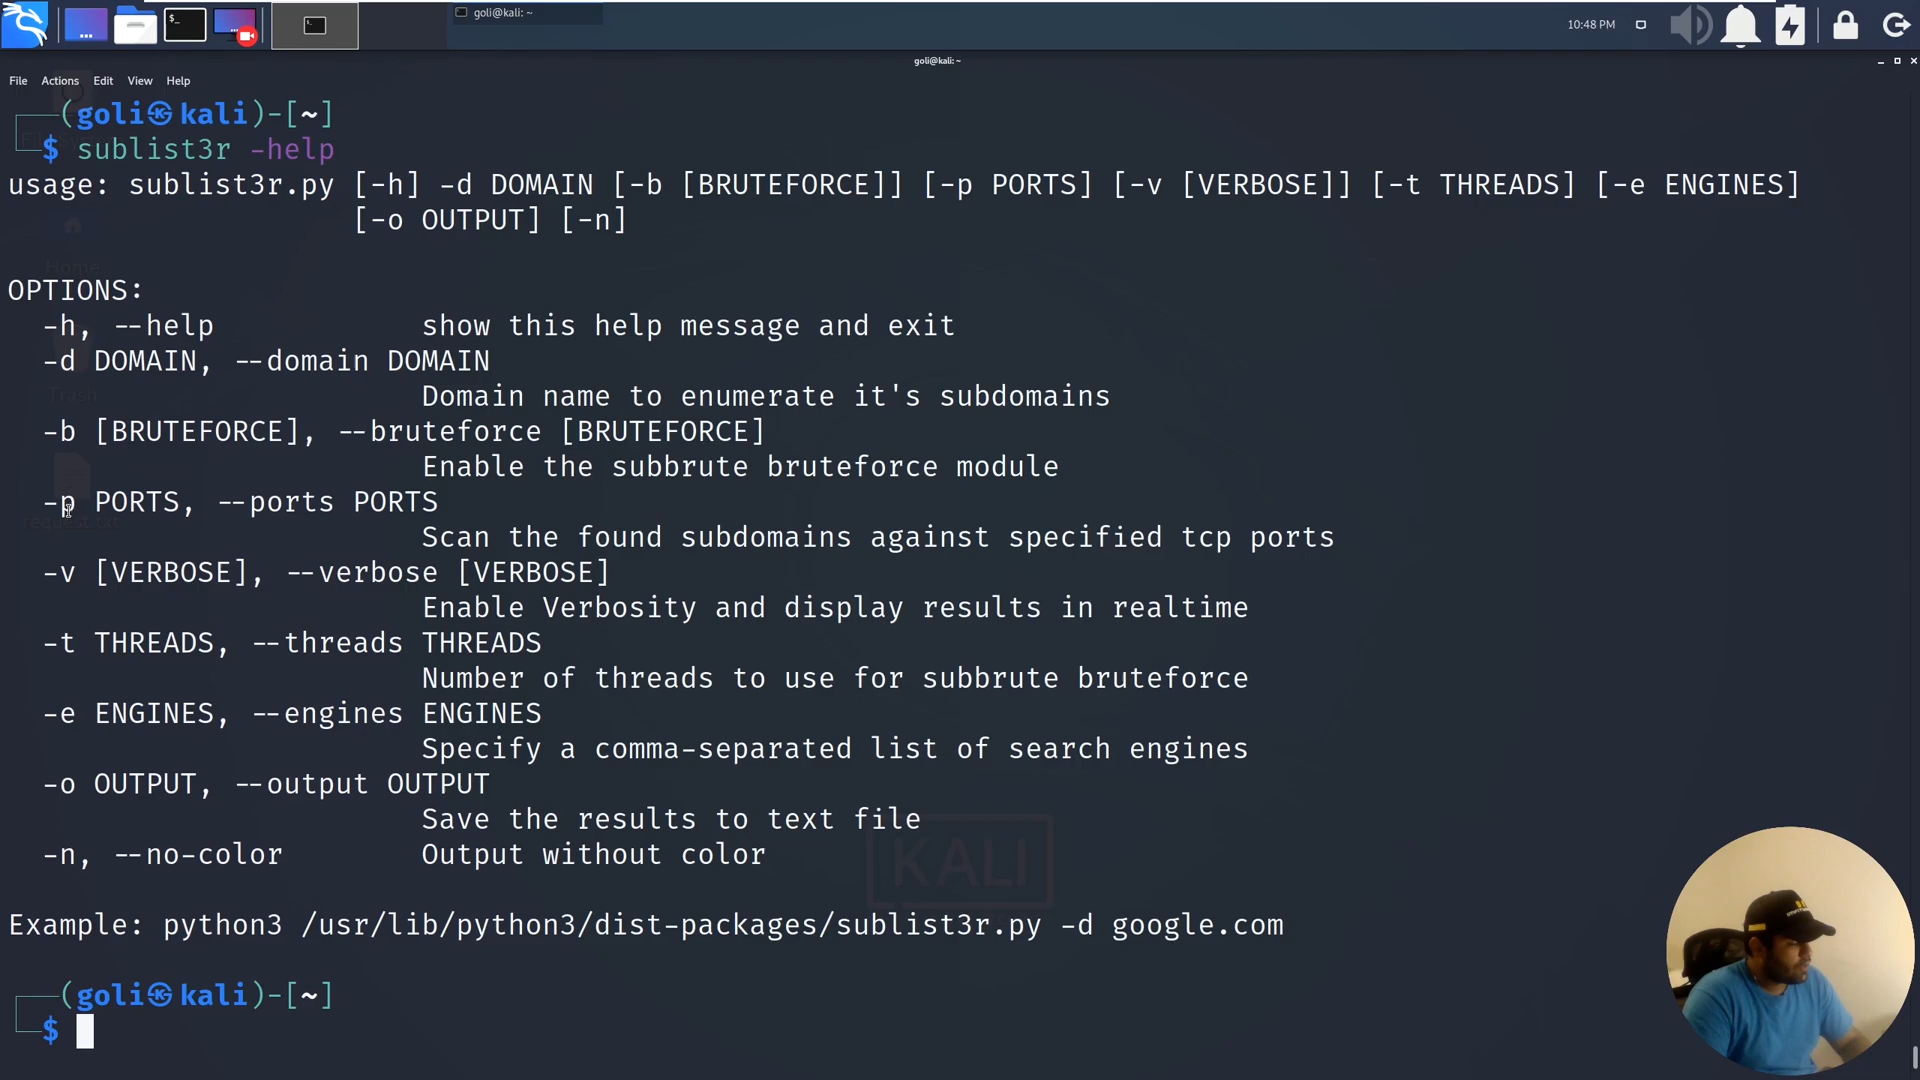 goli@kali: ~
10:48 PM
goli@kali: ~
File Actions Edit View Help
(goli㉿kali)-[~]
$ sublist3r -help
usage: sublist3r.py [-h] -d DOMAIN [-b [BRUTEFORCE]] [-p PORTS] [-v [VERBOSE]] [-t THREADS] [-e ENGINES]
[-o OUTPUT] [-n]
OPTIONS:
-h, --help show this help message and exit
-d DOMAIN, --domain DOMAIN
Domain name to enumerate it's subdomains
-b [BRUTEFORCE], --bruteforce [BRUTEFORCE]
Enable the subbrute bruteforce module
-p PORTS, --ports PORTS
Scan the found subdomains against specified tcp ports
-v [VERBOSE], --verbose [VERBOSE]
Enable Verbosity and display results in realtime
-t THREADS, --threads THREADS
Number of threads to use for subbrute bruteforce
-e ENGINES, --engines ENGINES
Specify a comma-separated list of search engines
-o OUTPUT, --output OUTPUT
Save the results to text file
-n, --no-color Output without color
Example: python3 /usr/lib/python3/dist-packages/sublist3r.py -d google.com
(goli㉿kali)-[~]
$
Home
Trash
request.txt
KALI